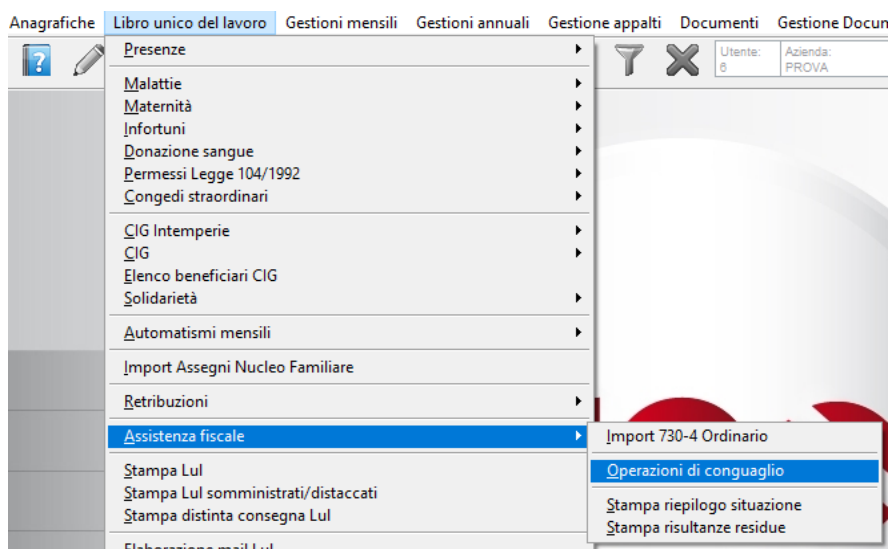 Anagrafiche Libro unico del lavoro Gestioni mensili Gestioni annuali Gestione appalti Documenti Gestione Docun
Utente: Azienda:
6 PROVA
Presenze
Malattie
Maternità
Infortuni
Donazione sangue
Permessi Legge 104/1992
Congedi straordinari
CIG Intemperie
CIG
Elenco beneficiari CIG
Solidarietà
Automatismi mensili
Import Assegni Nucleo Familiare
Retribuzioni
Assistenza fiscale
Import 730-4 Ordinario
Operazioni di conguaglio
Stampa riepilogo situazione
Stampa risultanze residue
Stampa Lul
Stampa Lul somministrati/distaccati
Stampa distinta consegna Lul
Elaborazione mail Lul